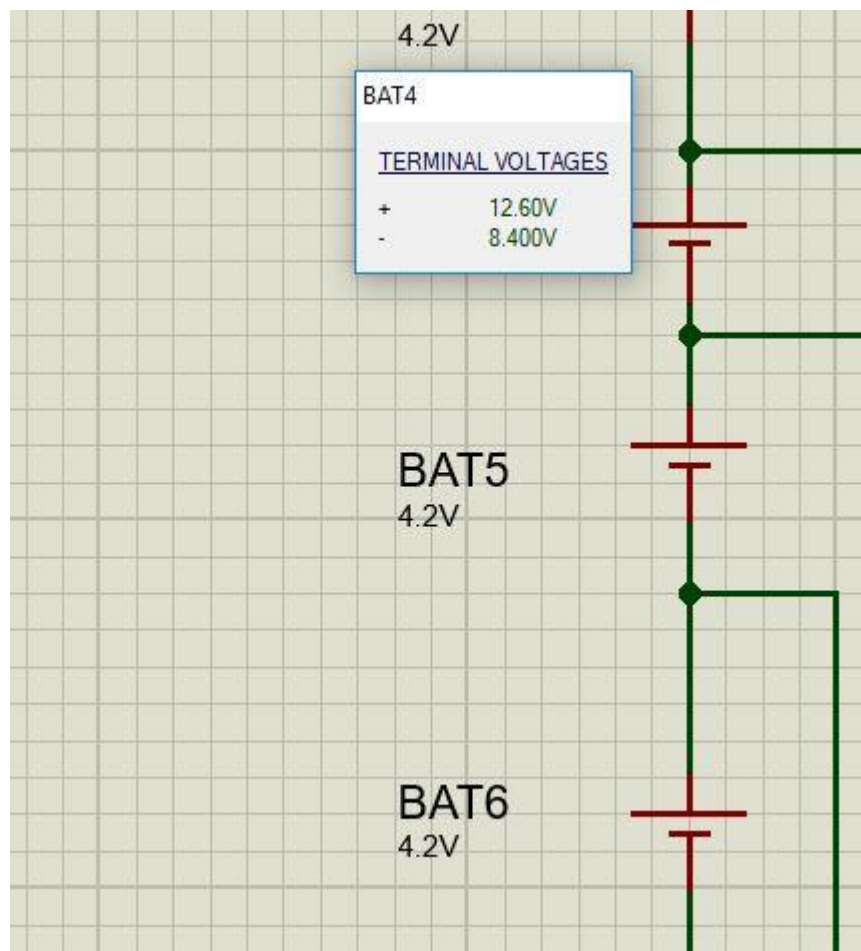 4.2V
BAT4
TERMINAL VOLTAGES
+ 12.60V
- 8.400V
BAT5
4.2V
BAT6
4.2V